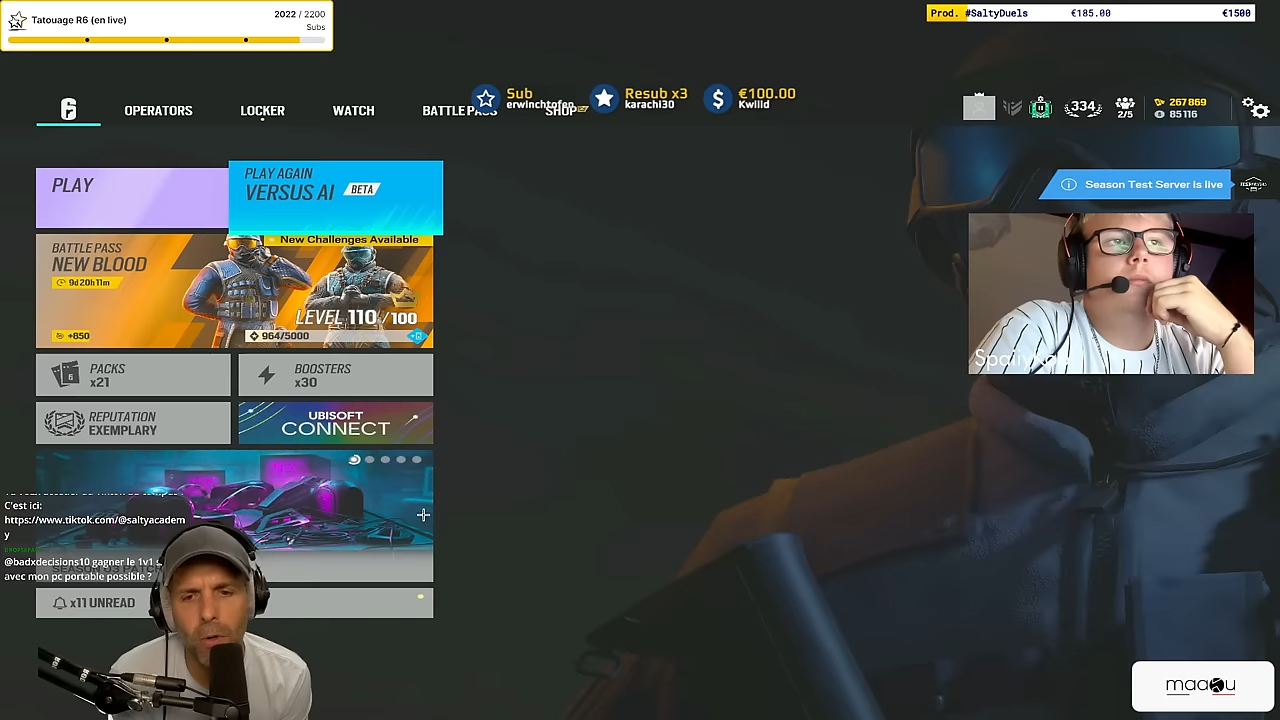 Tatouage R6 (en live)
2022 / 2200
Subs
Prod. #SaltyDuels €185.00 €1500
Sub
erwinchtofen
Resub x3
karachi30
€100.00
Kwiiid
OPERATORS
LOCKER
WATCH
BATTLE PASS
SHOP
334
2/5
267 869
85 116
PLAY
PLAY AGAIN
VERSUS AI BETA
Season Test Server is live
New Challenges Available
BATTLE PASS
NEW BLOOD
9d 20h 11m
LEVEL 110 / 100
+850
964/5000
PACKS
x21
BOOSTERS
x30
REPUTATION
EXEMPLARY
UBISOFT
CONNECT
C'est ici:
https://www.tiktok.com/@saltyacadem
y
@badxdecisions10 gagner le 1v1 s
avec mon pc portable possible ?
x11 UNREAD
maou